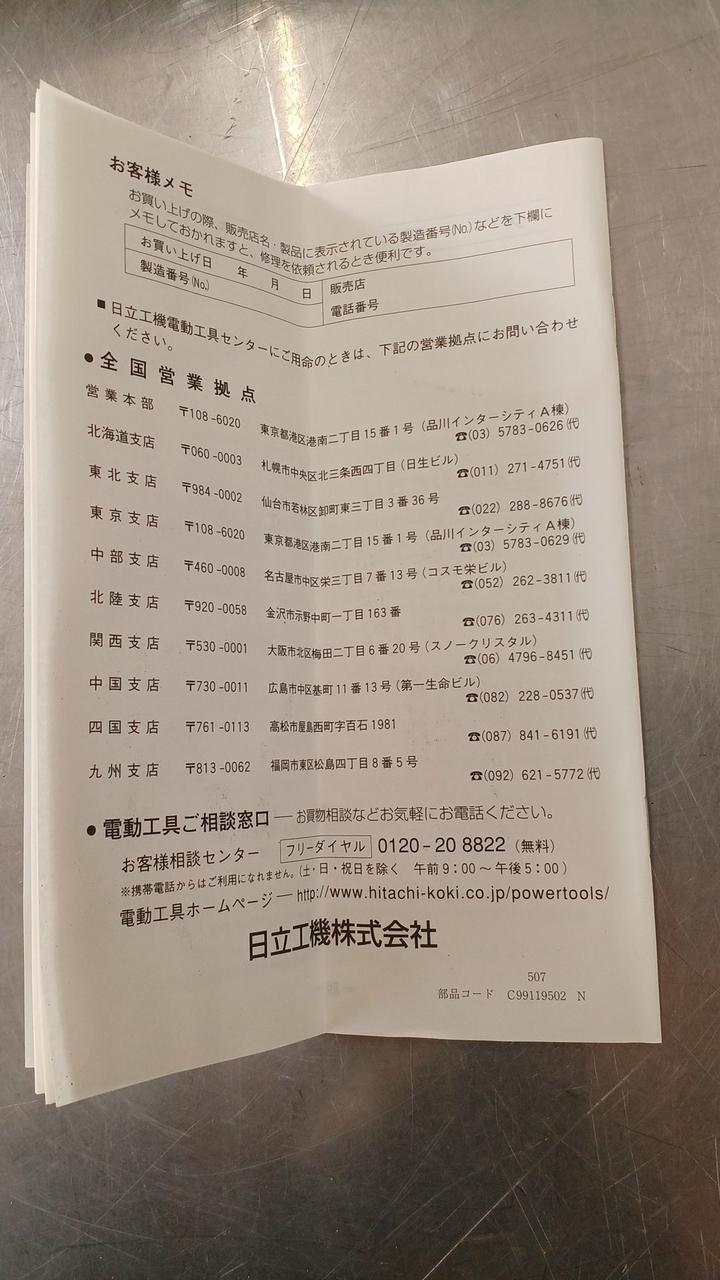 お客様メモ
お買い上げの際、販売店名・製品に表示されている製造番号(No.)などを下欄に
メモしておかれますと、修理を依頼されるとき便利です。
お買い上げ日　年　月　日　販売店
製造番号(No.)　電話番号
■日立工機電動工具センターにご用命のときは、下記の営業拠点にお問い合わせ
ください。
●全国営業拠点
営業本部 〒108-6020 東京都港区港南二丁目15番1号（品川インターシティA棟）
☎(03) 5783-0626(代)
北海道支店 〒060-0003 札幌市中央区北三条西四丁目（日生ビル）
☎(011) 271-4751(代)
東北支店 〒984-0002 仙台市若林区卸町東三丁目3番36号
☎(022) 288-8676(代)
東京支店 〒108-6020 東京都港区港南二丁目15番1号（品川インターシティA棟）
☎(03) 5783-0629(代)
中部支店 〒460-0008 名古屋市中区栄三丁目7番13号（コスモ栄ビル）
☎(052) 262-3811(代)
北陸支店 〒920-0058 金沢市示野中町一丁目163番
☎(076) 263-4311(代)
関西支店 〒530-0001 大阪市北区梅田二丁目6番20号（スノークリスタル）
☎(06) 4796-8451(代)
中国支店 〒730-0011 広島市中区基町11番13号（第一生命ビル）
☎(082) 228-0537(代)
四国支店 〒761-0113 高松市屋島西町字百石1981
☎(087) 841-6191(代)
九州支店 〒813-0062 福岡市東区松島四丁目8番5号
☎(092) 621-5772(代)
●電動工具ご相談窓口―お買物相談などお気軽にお電話ください。
お客様相談センター フリーダイヤル 0120-20 8822（無料）
※携帯電話からはご利用になれません。（土・日・祝日を除く　午前9：00～午後5：00）
電動工具ホームページ―http://www.hitachi-koki.co.jp/powertools/
日立工機株式会社
507
部品コード　C99119502　N